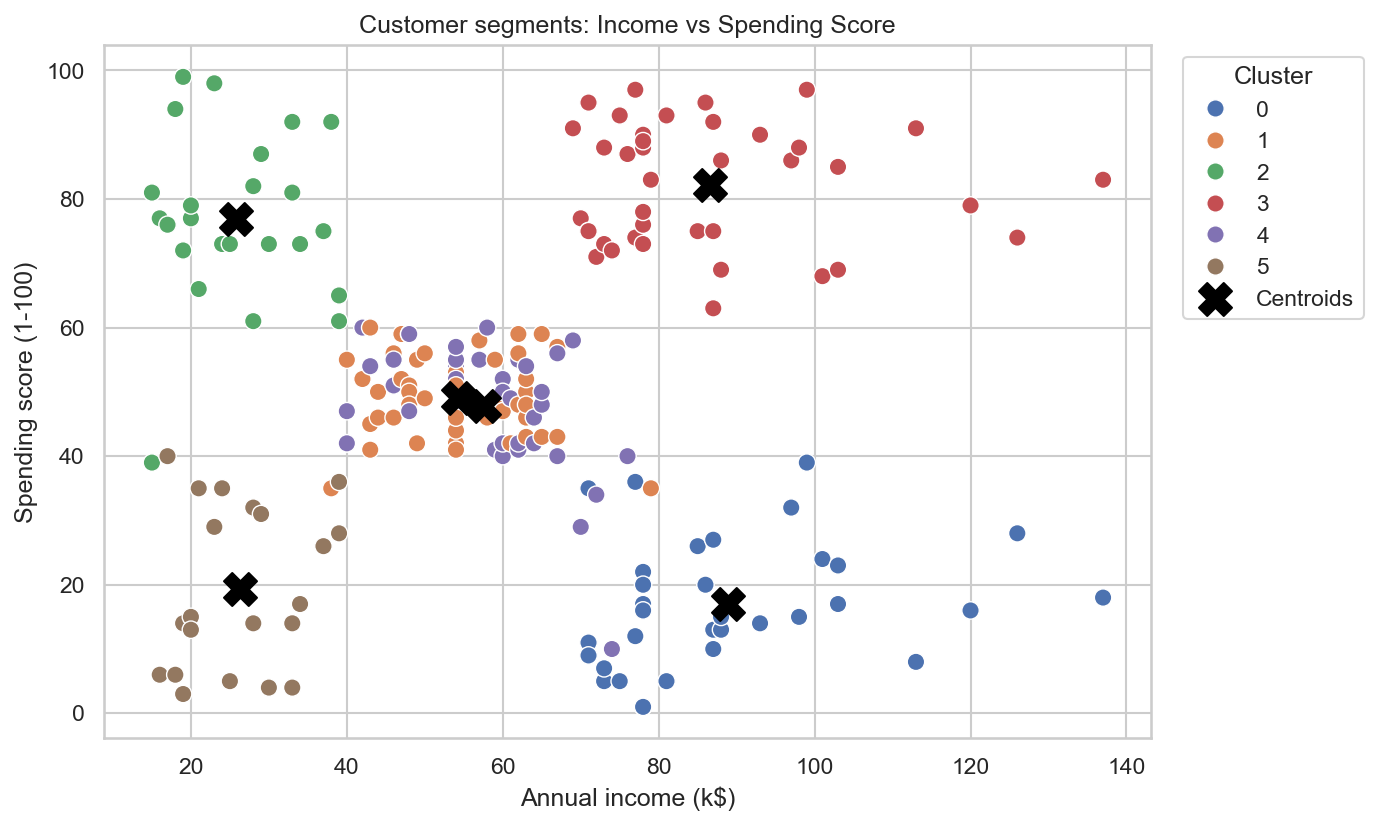 Customer segments: Income vs Spending Score
Spending score (1-100)
100
80
60
40
20
0
20 40 60 80 100 120 140
Annual income (k$)
Cluster
0
1
2
3
4
5
Centroids